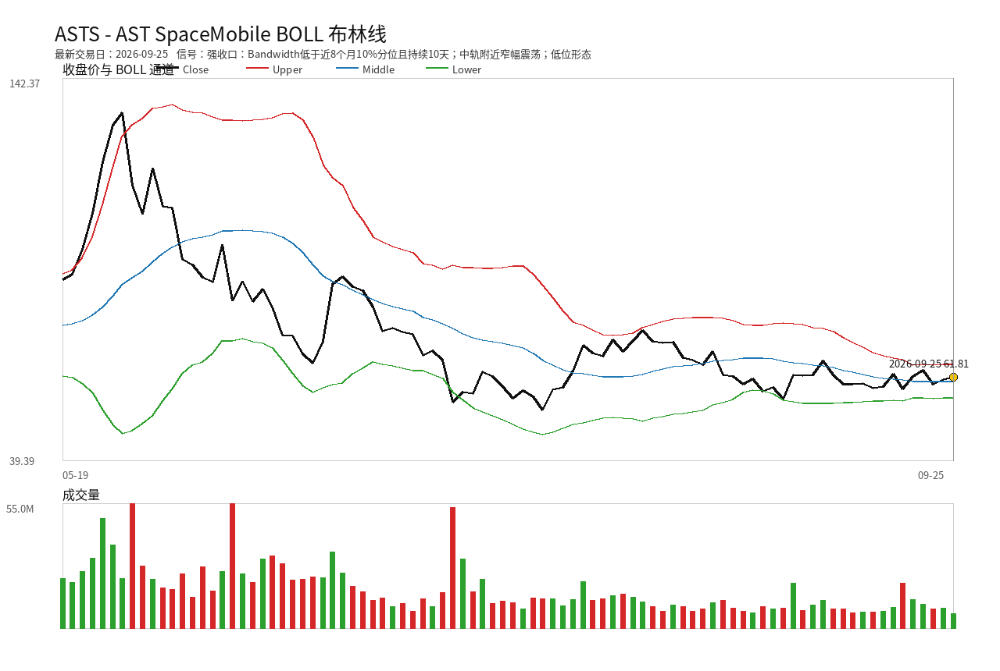 ASTS - AST SpaceMobile BOLL 布林线
最新交易日：2026-09-25 信号：强收口：Bandwidth低于近8个月10%分位且持续10天；中轨附近窄幅震荡；低位形态
收盘价与 BOLL 通道 Close Upper Middle Lower
142.37
2026-09-25 61.81
39.39
05-19 09-25
成交量
55.0M